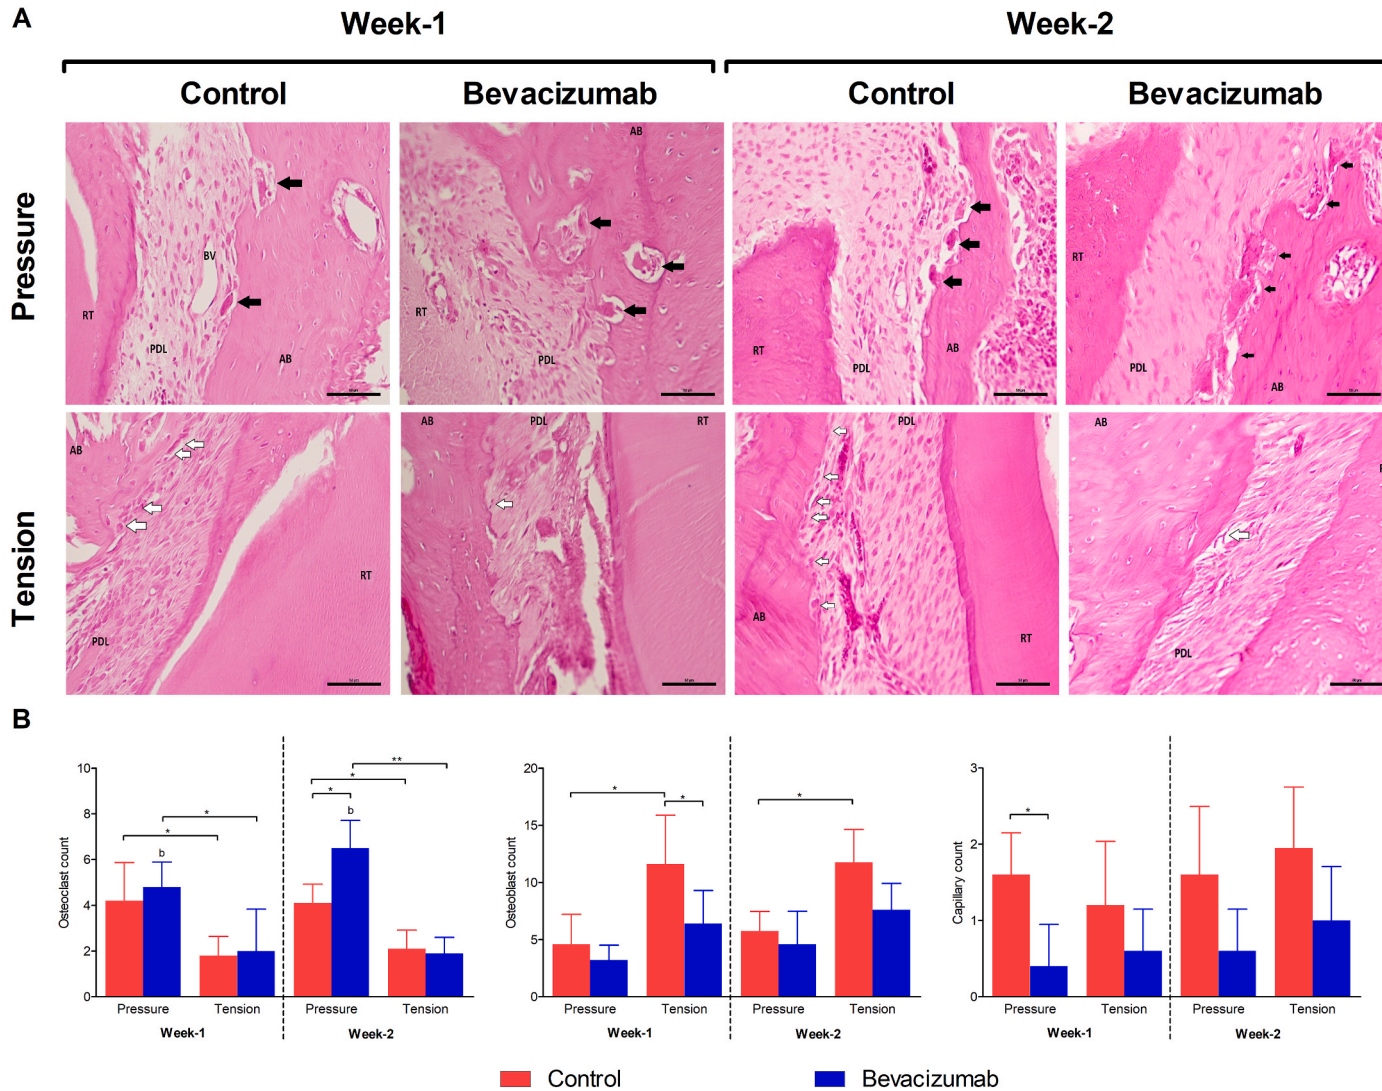 A
Week-1
Week-2
Control
Bevacizumab
Control
Bevacizumab
Pressure
RT
PDL
BV
AB
AB
RT
PDL
RT
PDL
AB
RT
PDL
AB
Tension
AB
PDL
RT
AB
PDL
RT
PDL
AB
RT
AB
PDL
B
Osteoclast count
10
8
6
4
2
0
*
b
*
*
*
**
b
Pressure
Tension
Pressure
Tension
Week-1
Week-2
Osteoblast count
20
15
10
5
0
*
*
*
Pressure
Tension
Pressure
Tension
Week-1
Week-2
Capillary count
3
2
1
0
*
Pressure
Tension
Pressure
Tension
Week-1
Week-2
Control
Bevacizumab